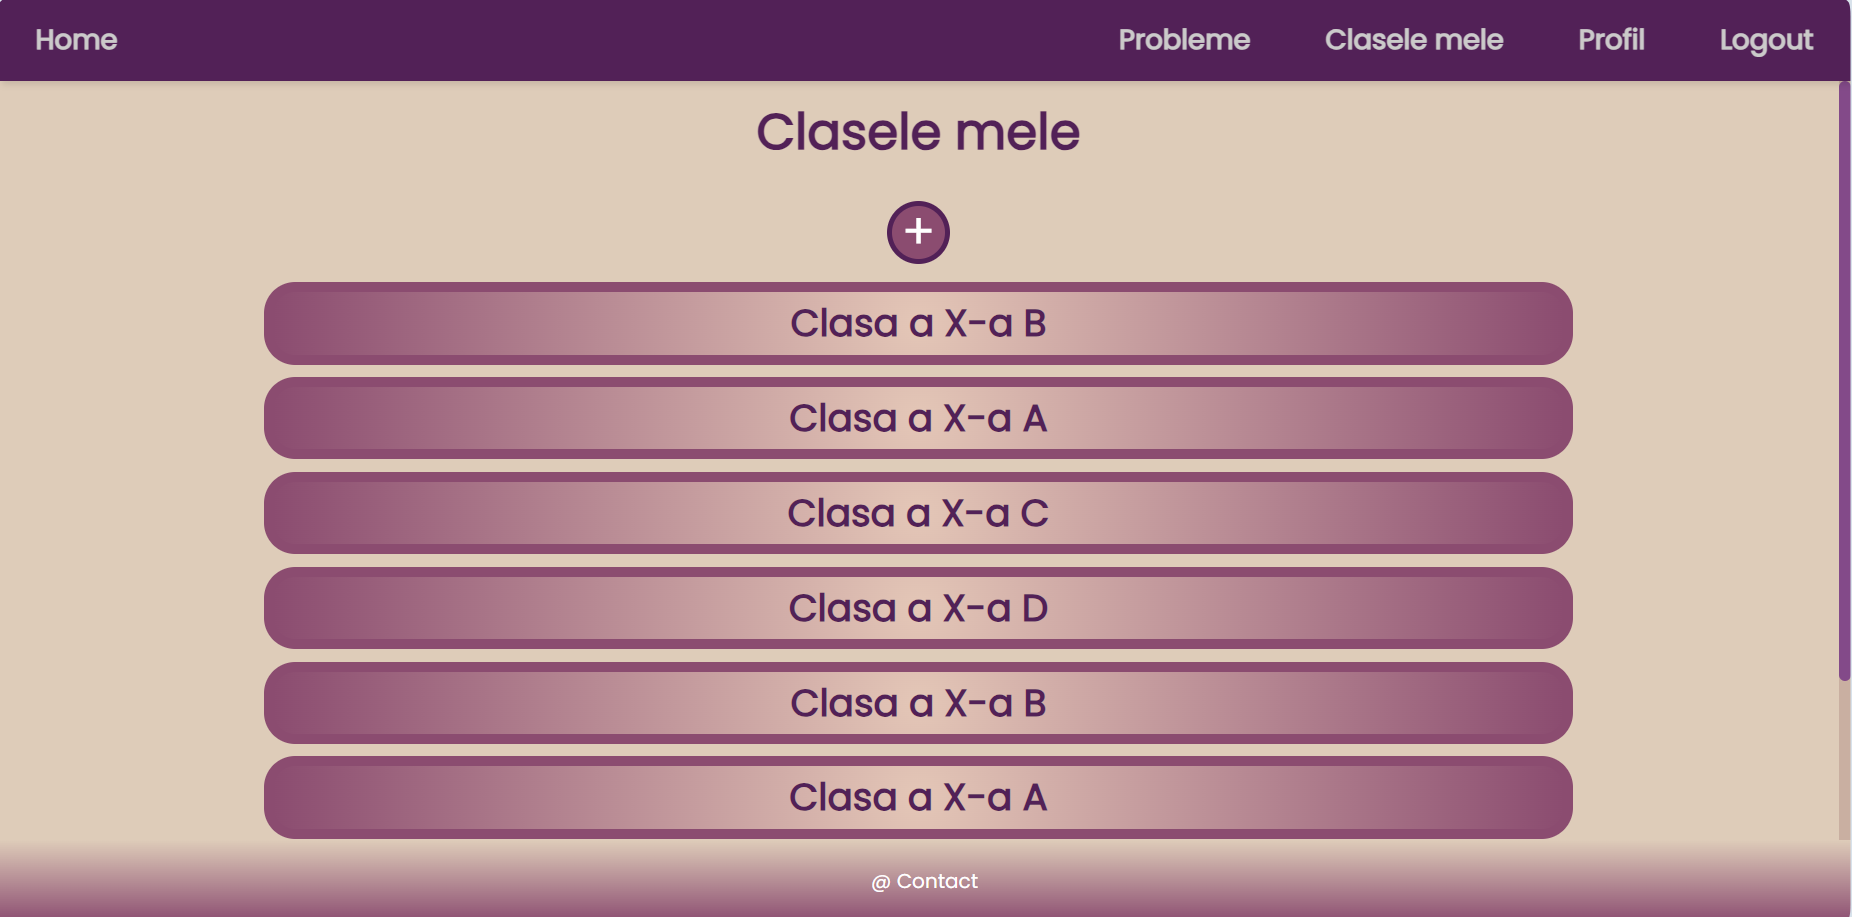 Home Probleme Clasele mele Profil Logout
Clasele mele
+
Clasa a X-a B
Clasa a X-a A
Clasa a X-a C
Clasa a X-a D
Clasa a X-a B
Clasa a X-a A
@ Contact